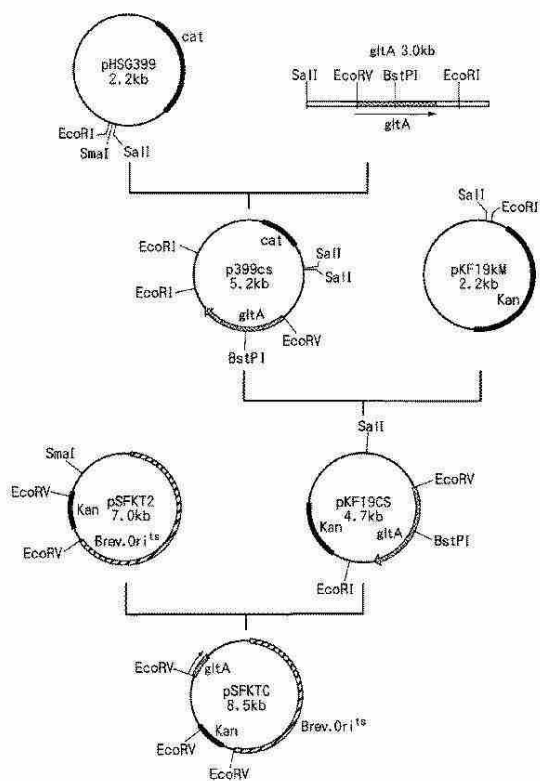 cat
pHSG399
2.2kb
EcoRI
SmaI
SalI
gltA 3.0kb
SalI
EcoRV
BstPI
EcoRI
gltA
EcoRI
cat
SalI
SalI
p399cs
5.2kb
EcoRI
gltA
EcoRV
BstPI
SalI
EcoRI
pKF19kM
2.2kb
Kan
SmaI
EcoRV
pSFKT2
7.0kb
Kan
Brev.Ori^ts
EcoRV
SalI
EcoRV
pKF19CS
4.7kb
Kan
gltA
BstPI
EcoRI
EcoRV
gltA
pSFKTC
8.5kb
Kan
Brev.Ori^ts
EcoRV
EcoRV